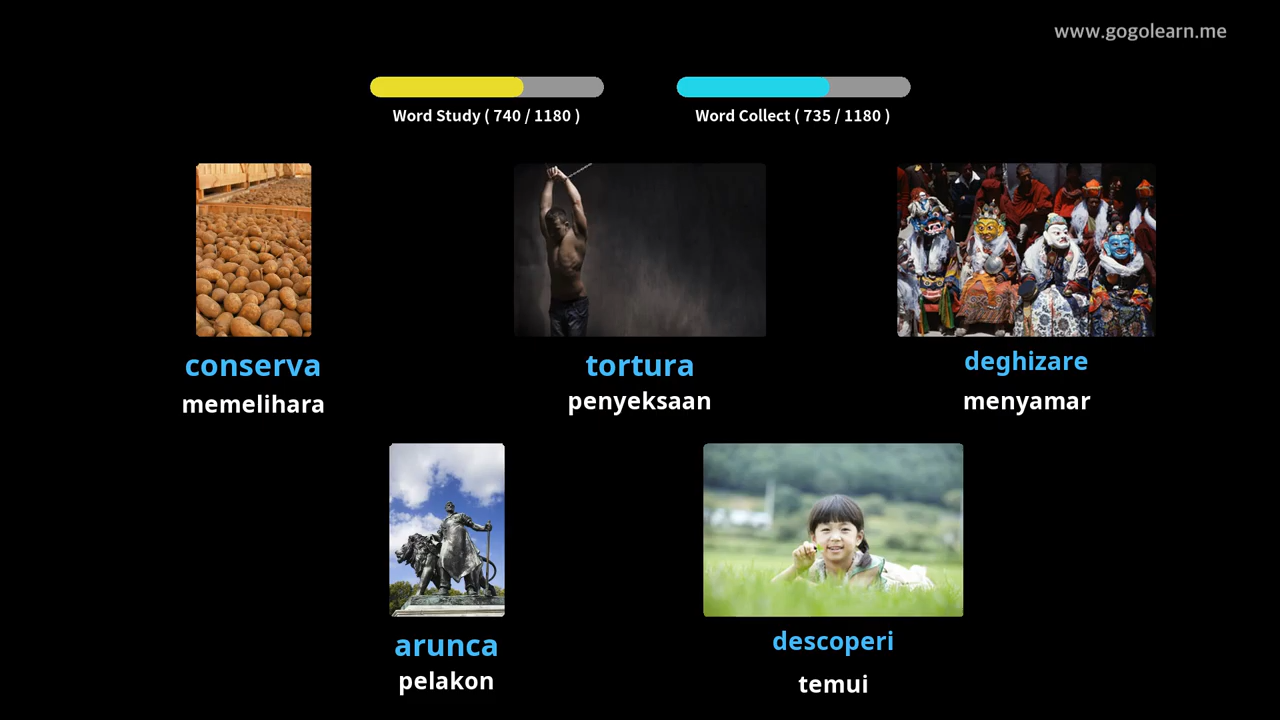 www.gogolearn.me
Word Study ( 740 / 1180 )
Word Collect ( 735 / 1180 )
conserva
memelihara
tortura
penyeksaan
deghizare
menyamar
arunca
pelakon
descoperi
temui